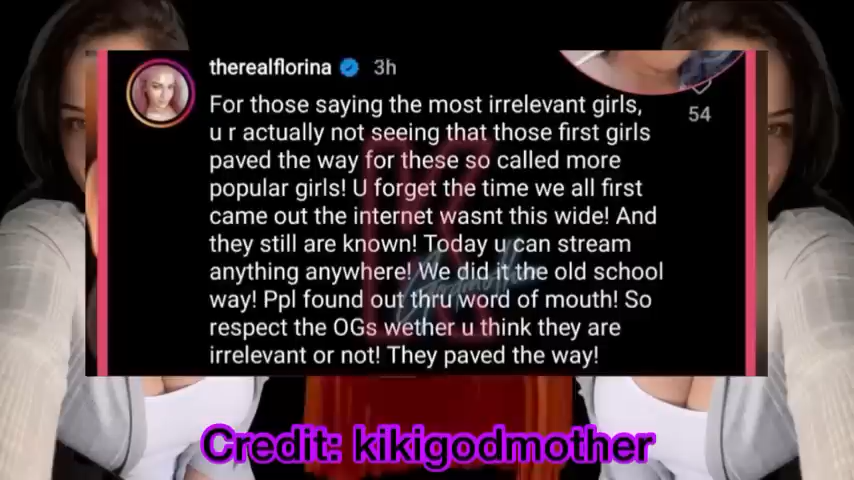 therealflorina 3h
For those saying the most irrelevant girls,
u r actually not seeing that those first girls
paved the way for these so called more
popular girls! U forget the time we all first
came out the internet wasnt this wide! And
they still are known! Today u can stream
anything anywhere! We did it the old school
way! Ppl found out thru word of mouth! So
respect the OGs wether u think they are
irrelevant or not! They paved the way!
54
K
Godmother
Credit: kikigodmother